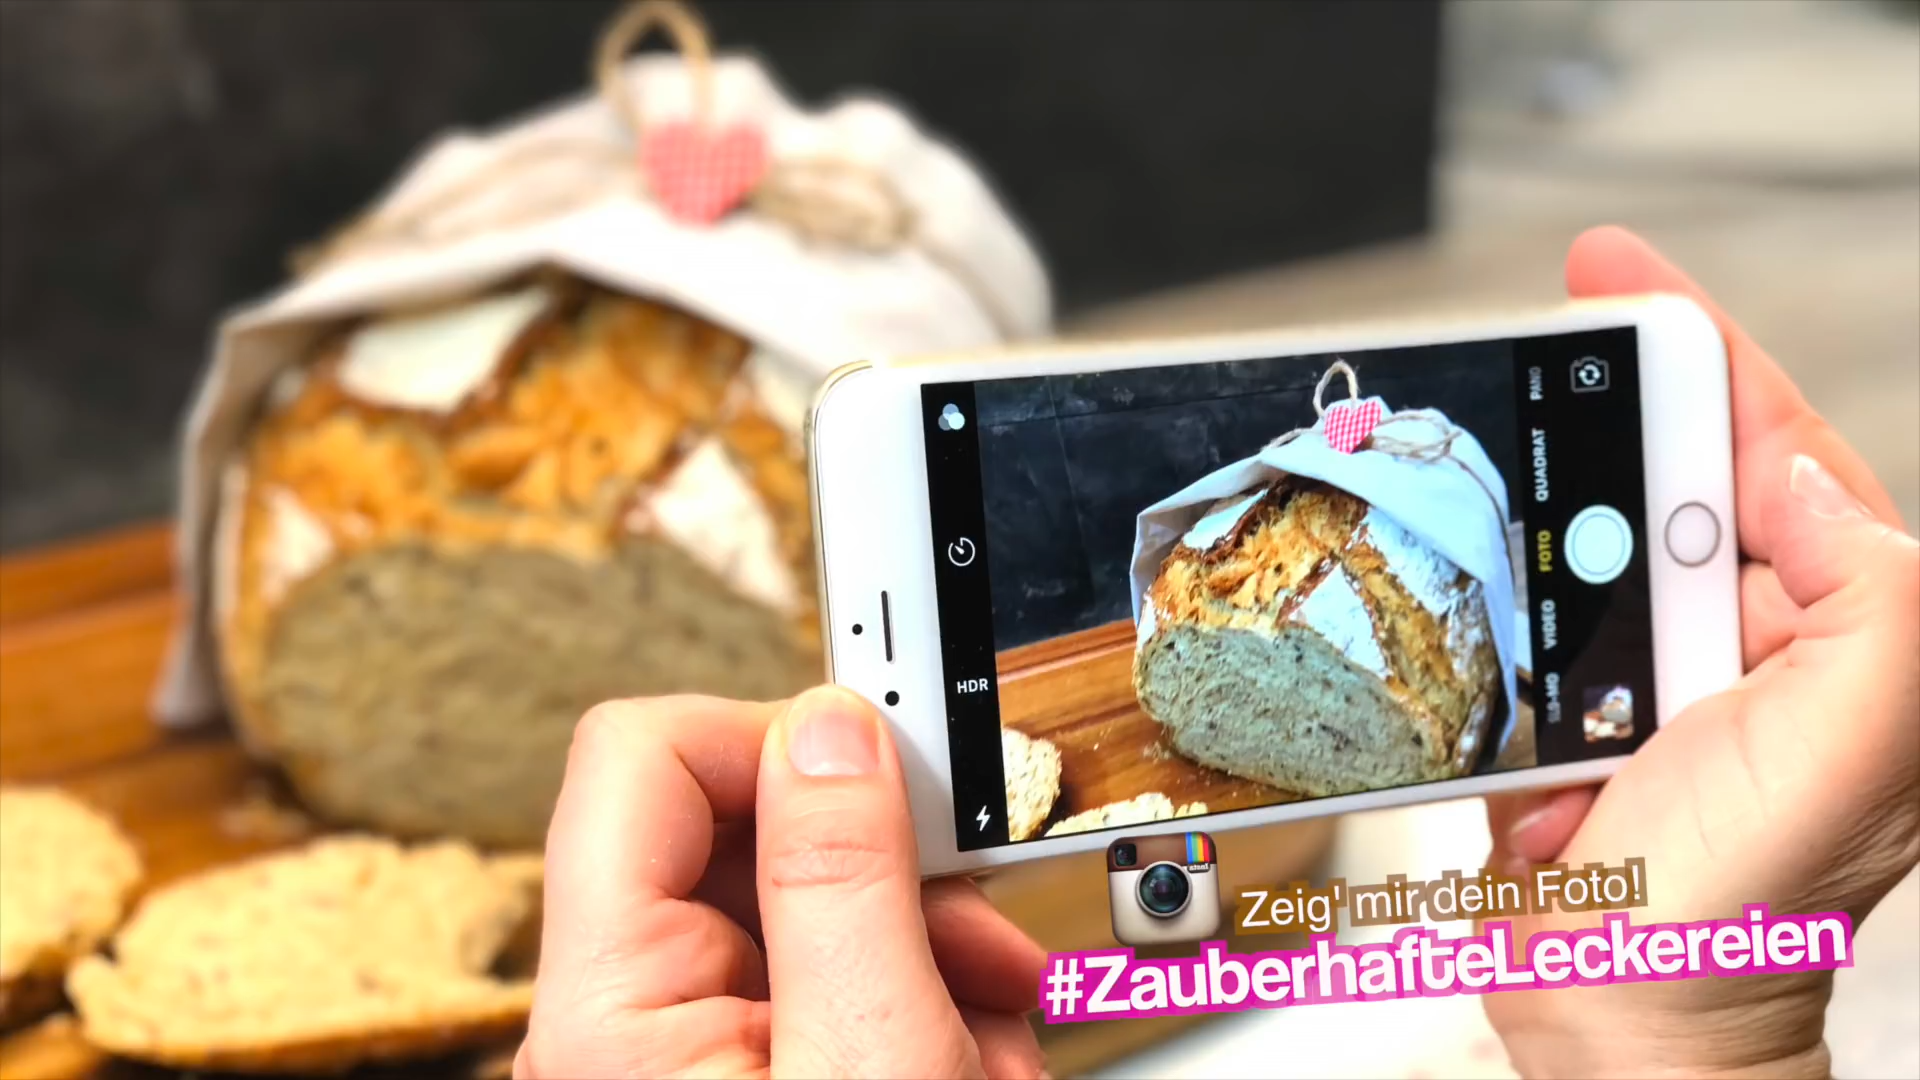 PANO
QUADRAT
FOTO
VIDEO
SLO-MO
HDR
Zeig' mir dein Foto!
#ZauberhafteLeckereien